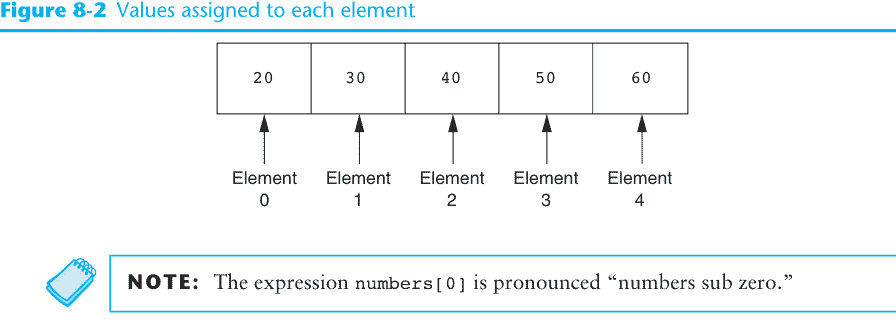 Figure 8-2 Values assigned to each element
20 30 40 50 60
Element Element Element Element Element
0 1 2 3 4
NOTE: The expression numbers[0] is pronounced “numbers sub zero.”